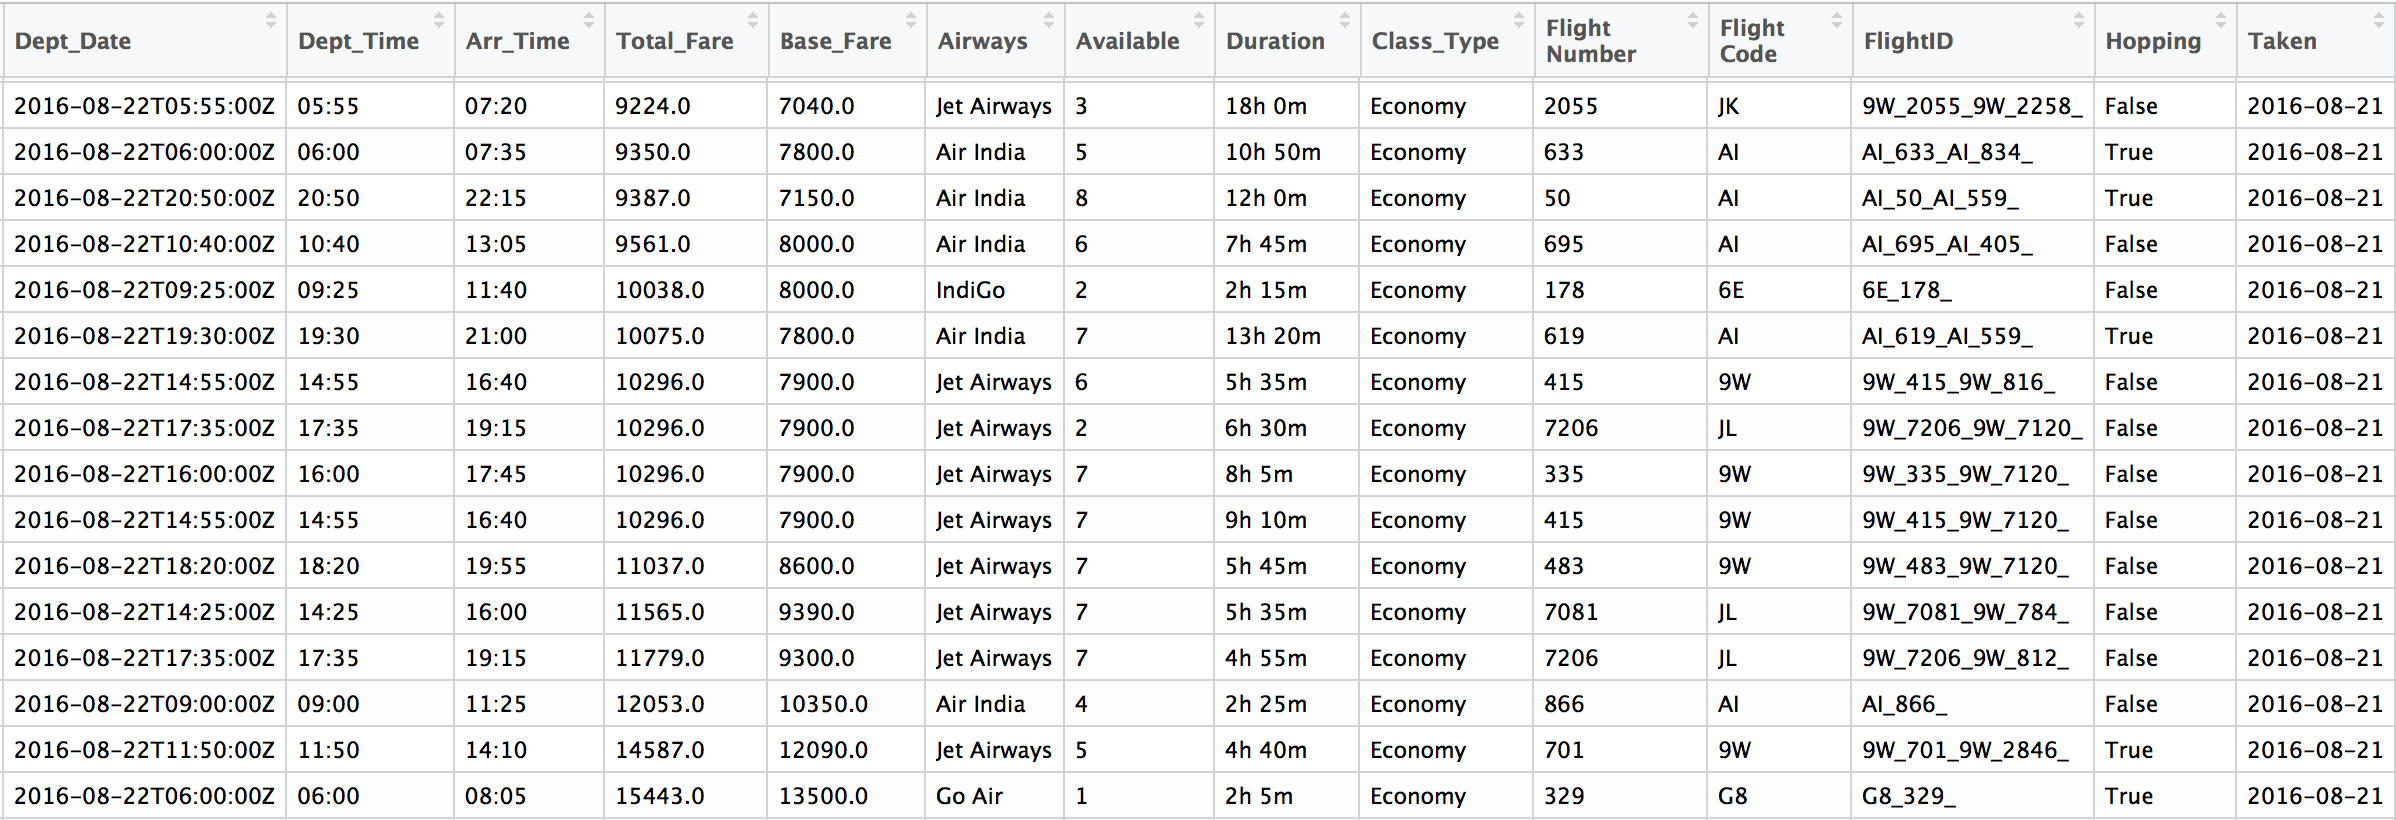 Dept_Date Dept_Time Arr_Time Total_Fare Base_Fare Airways Available Duration Class_Type Flight Number Flight Code FlightID Hopping Taken
2016-08-22T05:55:00Z 05:55 07:20 9224.0 7040.0 Jet Airways 3 18h 0m Economy 2055 JK 9W_2055_9W_2258_ False 2016-08-21
2016-08-22T06:00:00Z 06:00 07:35 9350.0 7800.0 Air India 5 10h 50m Economy 633 AI AI_633_AI_834_ True 2016-08-21
2016-08-22T20:50:00Z 20:50 22:15 9387.0 7150.0 Air India 8 12h 0m Economy 50 AI AI_50_AI_559_ True 2016-08-21
2016-08-22T10:40:00Z 10:40 13:05 9561.0 8000.0 Air India 6 7h 45m Economy 695 AI AI_695_AI_405_ False 2016-08-21
2016-08-22T09:25:00Z 09:25 11:40 10038.0 8000.0 IndiGo 2 2h 15m Economy 178 6E 6E_178_ False 2016-08-21
2016-08-22T19:30:00Z 19:30 21:00 10075.0 7800.0 Air India 7 13h 20m Economy 619 AI AI_619_AI_559_ True 2016-08-21
2016-08-22T14:55:00Z 14:55 16:40 10296.0 7900.0 Jet Airways 6 5h 35m Economy 415 9W 9W_415_9W_816_ False 2016-08-21
2016-08-22T17:35:00Z 17:35 19:15 10296.0 7900.0 Jet Airways 2 6h 30m Economy 7206 JL 9W_7206_9W_7120_ False 2016-08-21
2016-08-22T16:00:00Z 16:00 17:45 10296.0 7900.0 Jet Airways 7 8h 5m Economy 335 9W 9W_335_9W_7120_ False 2016-08-21
2016-08-22T14:55:00Z 14:55 16:40 10296.0 7900.0 Jet Airways 7 9h 10m Economy 415 9W 9W_415_9W_7120_ False 2016-08-21
2016-08-22T18:20:00Z 18:20 19:55 11037.0 8600.0 Jet Airways 7 5h 45m Economy 483 9W 9W_483_9W_7120_ False 2016-08-21
2016-08-22T14:25:00Z 14:25 16:00 11565.0 9390.0 Jet Airways 7 5h 35m Economy 7081 JL 9W_7081_9W_784_ False 2016-08-21
2016-08-22T17:35:00Z 17:35 19:15 11779.0 9300.0 Jet Airways 7 4h 55m Economy 7206 JL 9W_7206_9W_812_ False 2016-08-21
2016-08-22T09:00:00Z 09:00 11:25 12053.0 10350.0 Air India 4 2h 25m Economy 866 AI AI_866_ False 2016-08-21
2016-08-22T11:50:00Z 11:50 14:10 14587.0 12090.0 Jet Airways 5 4h 40m Economy 701 9W 9W_701_9W_2846_ True 2016-08-21
2016-08-22T06:00:00Z 06:00 08:05 15443.0 13500.0 Go Air 1 2h 5m Economy 329 G8 G8_329_ True 2016-08-21